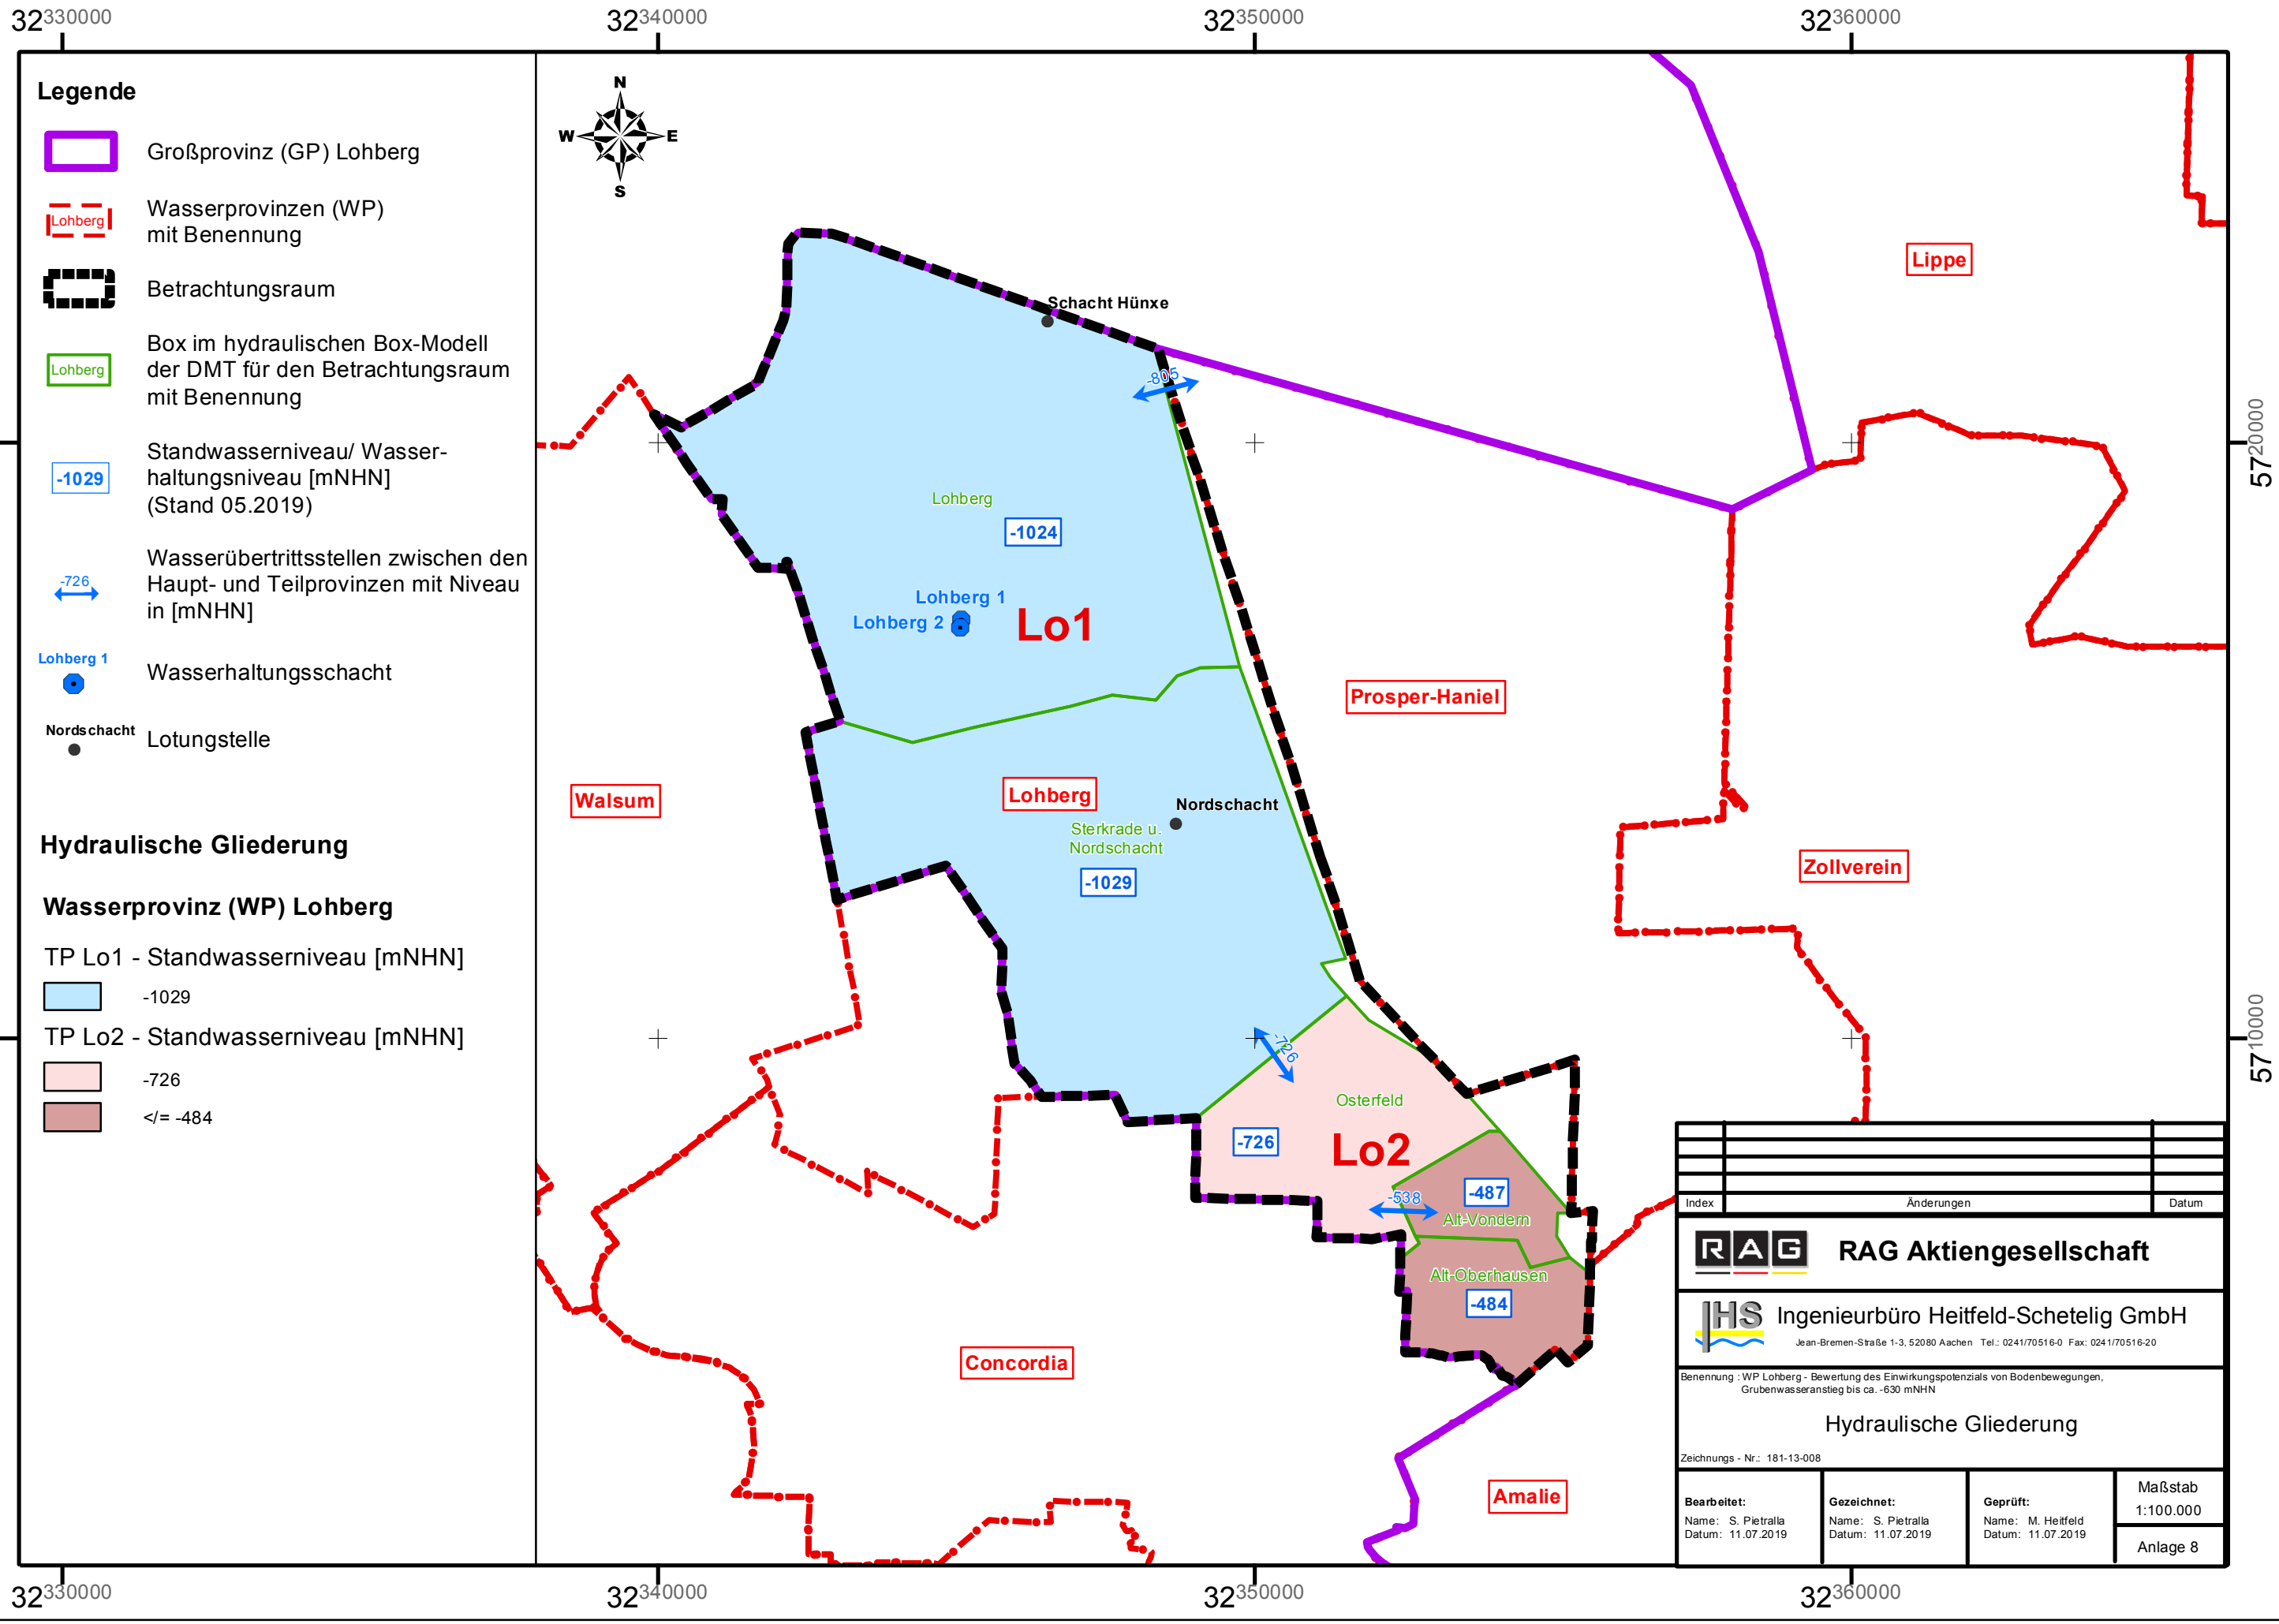 32330000
32340000
32350000
32360000
Legende
Großprovinz (GP) Lohberg
Lohberg
Wasserprovinzen (WP)
mit Benennung
Betrachtungsraum
Lohberg
Box im hydraulischen Box-Modell
der DMT für den Betrachtungsraum
mit Benennung
-1029
Standwasserniveau/ Wasser-
haltungsniveau [mNHN]
(Stand 05.2019)
-726
Wasserübertrittsstellen zwischen den
Haupt- und Teilprovinzen mit Niveau
in [mNHN]
Lohberg 1
Wasserhaltungsschacht
Nordschacht
Lotungstelle
Hydraulische Gliederung
Wasserprovinz (WP) Lohberg
TP Lo1 - Standwasserniveau [mNHN]
-1029
TP Lo2 - Standwasserniveau [mNHN]
-726
</= -484
N
W
E
S
Lippe
Schacht Hünxe
-805
5720000
Lohberg
-1024
Lohberg 1
Lohberg 2
Lo1
Prosper-Haniel
Walsum
Lohberg
Nordschacht
Sterkrade u.
Nordschacht
-1029
Zollverein
5710000
-726
Osterfeld
-726
Lo2
-487
-538
Alt-Vondern
Alt-Oberhausen
-484
Concordia
Amalie
Index
Änderungen
Datum
RAG
RAG Aktiengesellschaft
IHS
Ingenieurbüro Heitfeld-Schetelig GmbH
Jean-Bremen-Straße 1-3, 52080 Aachen Tel.: 0241/70516-0 Fax: 0241/70516-20
Benennung : WP Lohberg - Bewertung des Einwirkungspotenzials von Bodenbewegungen,
Grubenwasseranstieg bis ca. -630 mNHN
Hydraulische Gliederung
Zeichnungs - Nr.: 181-13-008
Bearbeitet:
Name: S. Pietralla
Datum: 11.07.2019
Gezeichnet:
Name: S. Pietralla
Datum: 11.07.2019
Geprüft:
Name: M. Heitfeld
Datum: 11.07.2019
Maßstab
1:100.000
Anlage 8
32330000
32340000
32350000
32360000